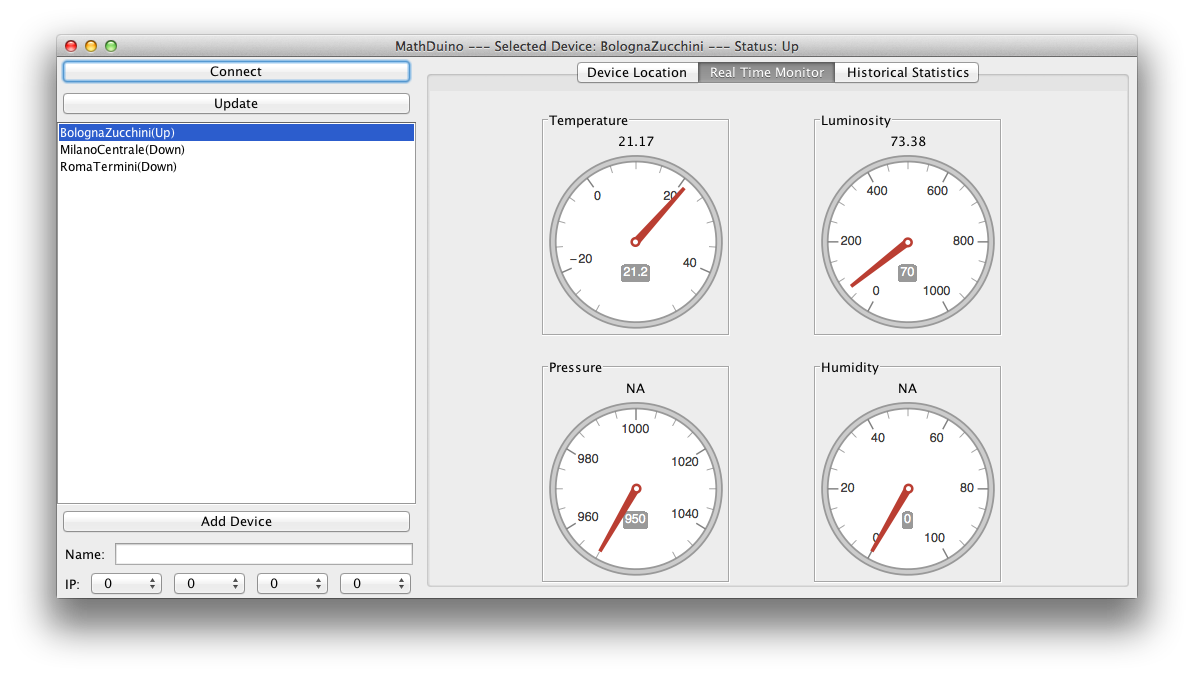 MathDuino --- Selected Device: BolognaZucchini --- Status: Up
Connect
Update
BolognaZucchini(Up)
MilanoCentrale(Down)
RomaTermini(Down)
Add Device
Name:
IP: 0 0 0 0
Device Location Real Time Monitor Historical Statistics
Temperature
21.17
0 20
-20 40
21.2
Luminosity
73.38
400 600
200 800
70
0 1000
Pressure
NA
1000
980 1020
960 950 1040
Humidity
NA
40 60
20 80
0
0 100